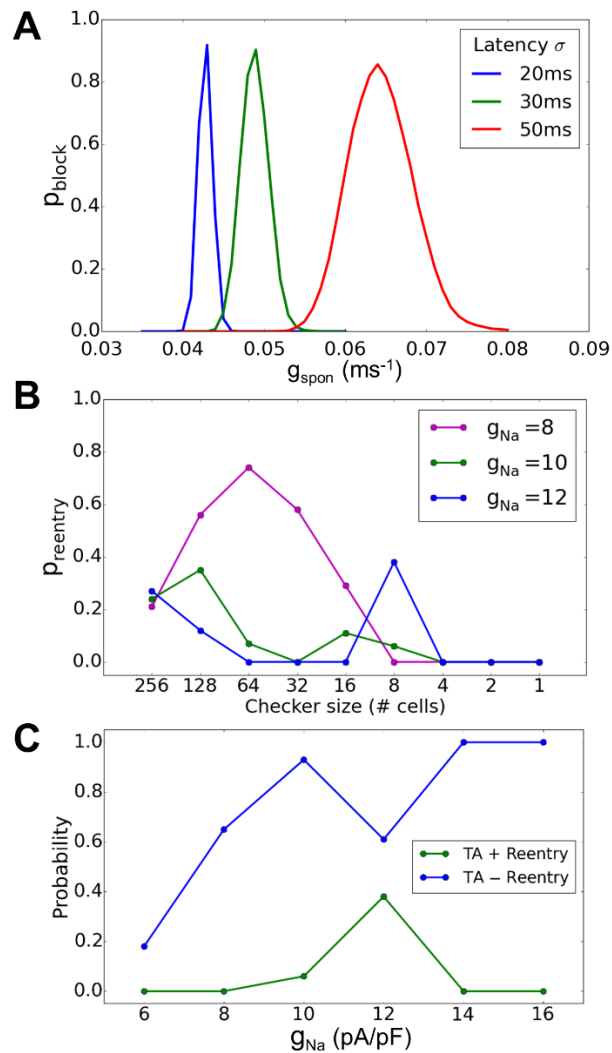 A
1.0
0.8
0.6
0.4
0.2
0.0
p_block
Latency σ
20ms
30ms
50ms
0.03 0.04 0.05 0.06 0.07 0.08 0.09
g_spon (ms⁻¹)
B
1.0
0.8
0.6
0.4
0.2
0.0
p_reentry
g_Na =8
g_Na =10
g_Na =12
256 128 64 32 16 8 4 2 1
Checker size (# cells)
C
1.0
0.8
0.6
0.4
0.2
0.0
Probability
TA + Reentry
TA − Reentry
6 8 10 12 14 16
g_Na (pA/pF)